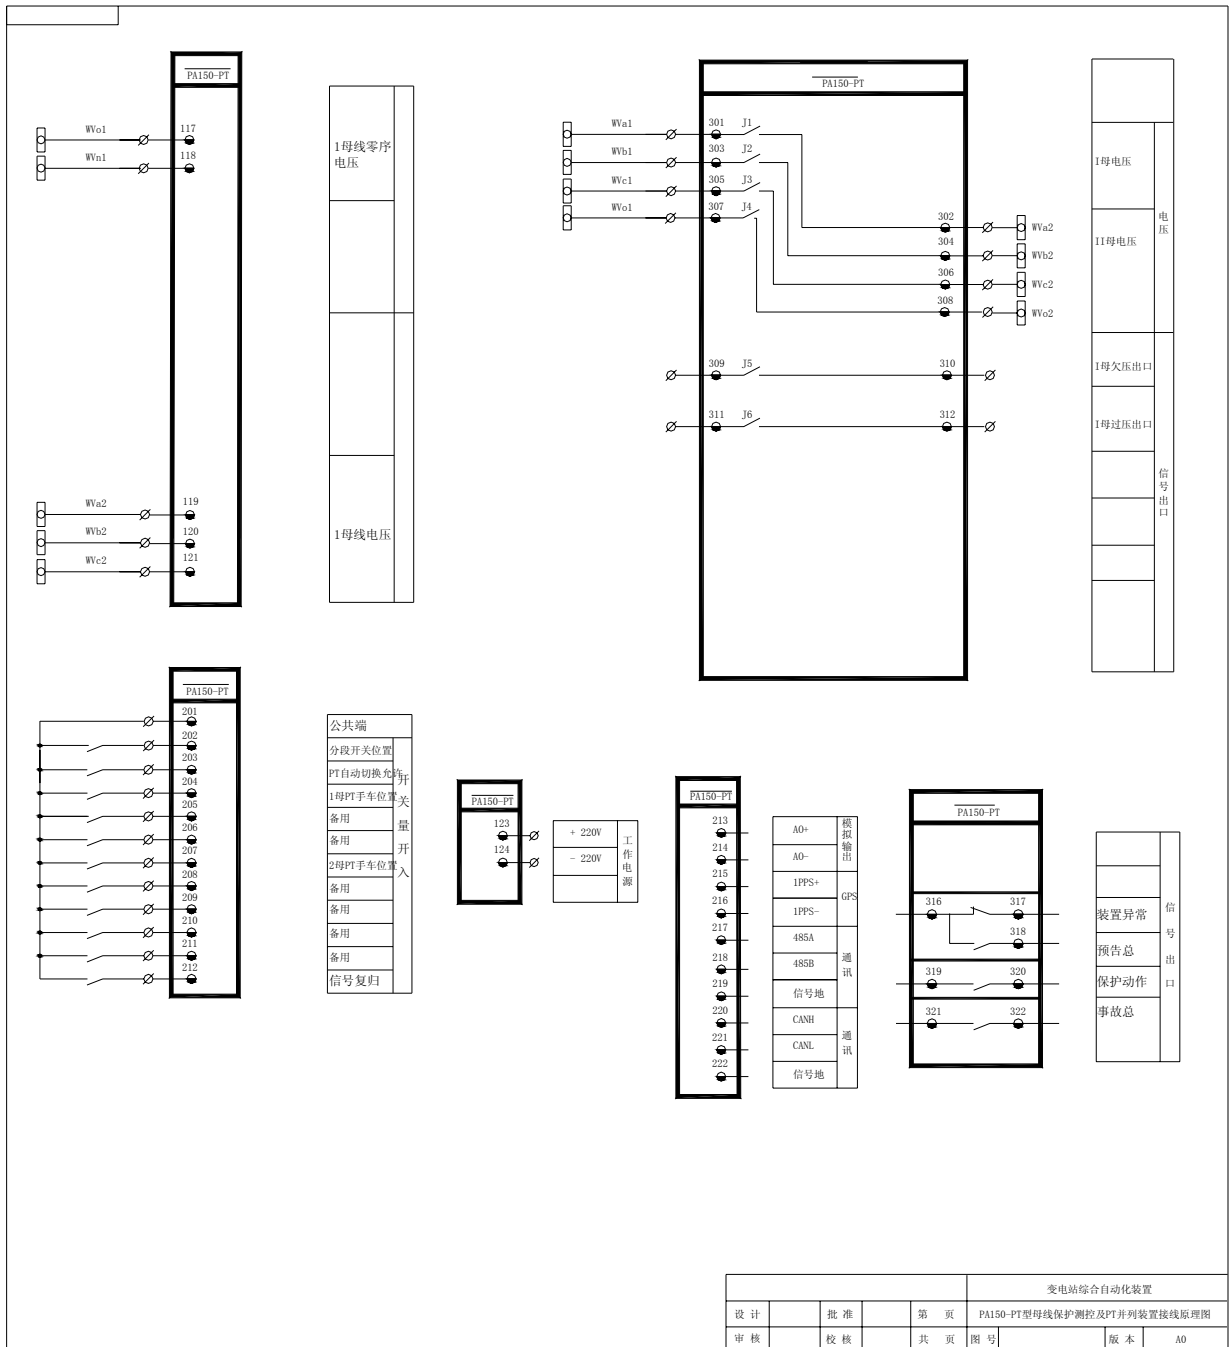 PA150-PT
WVo1
117
WVn1
118
WVa2
119
WVb2
120
WVc2
121
1母线零序
电压
1母线电压
PA150-PT
WVa1
301
J1
WVb1
303
J2
WVc1
305
J3
WVo1
307
J4
302
WVa2
304
WVb2
306
WVc2
308
WVo2
309
J5
310
311
J6
312
I母电压
II母电压
电压
I母欠压出口
I母过压出口
信号出口
PA150-PT
201
202
203
204
205
206
207
208
209
210
211
212
公共端
分段开关位置
PT自动切换允许
1母PT手车位置
备用
备用
2母PT手车位置
备用
备用
备用
备用
信号复归
开关量开入
PA150-PT
123
124
+ 220V
- 220V
工作电源
PA150-PT
213
214
215
216
217
218
219
220
221
222
AO+
AO-
模拟输出
1PPS+
1PPS-
GPS
485A
485B
信号地
通讯
CANH
CANL
信号地
通讯
PA150-PT
316
317
318
319
320
321
322
装置异常
预告总
保护动作
事故总
信号出口
变电站综合自动化装置
设 计
批 准
第 页
PA150-PT型母线保护测控及PT并列装置接线原理图
审 核
校 核
共 页
图 号
版 本
A0